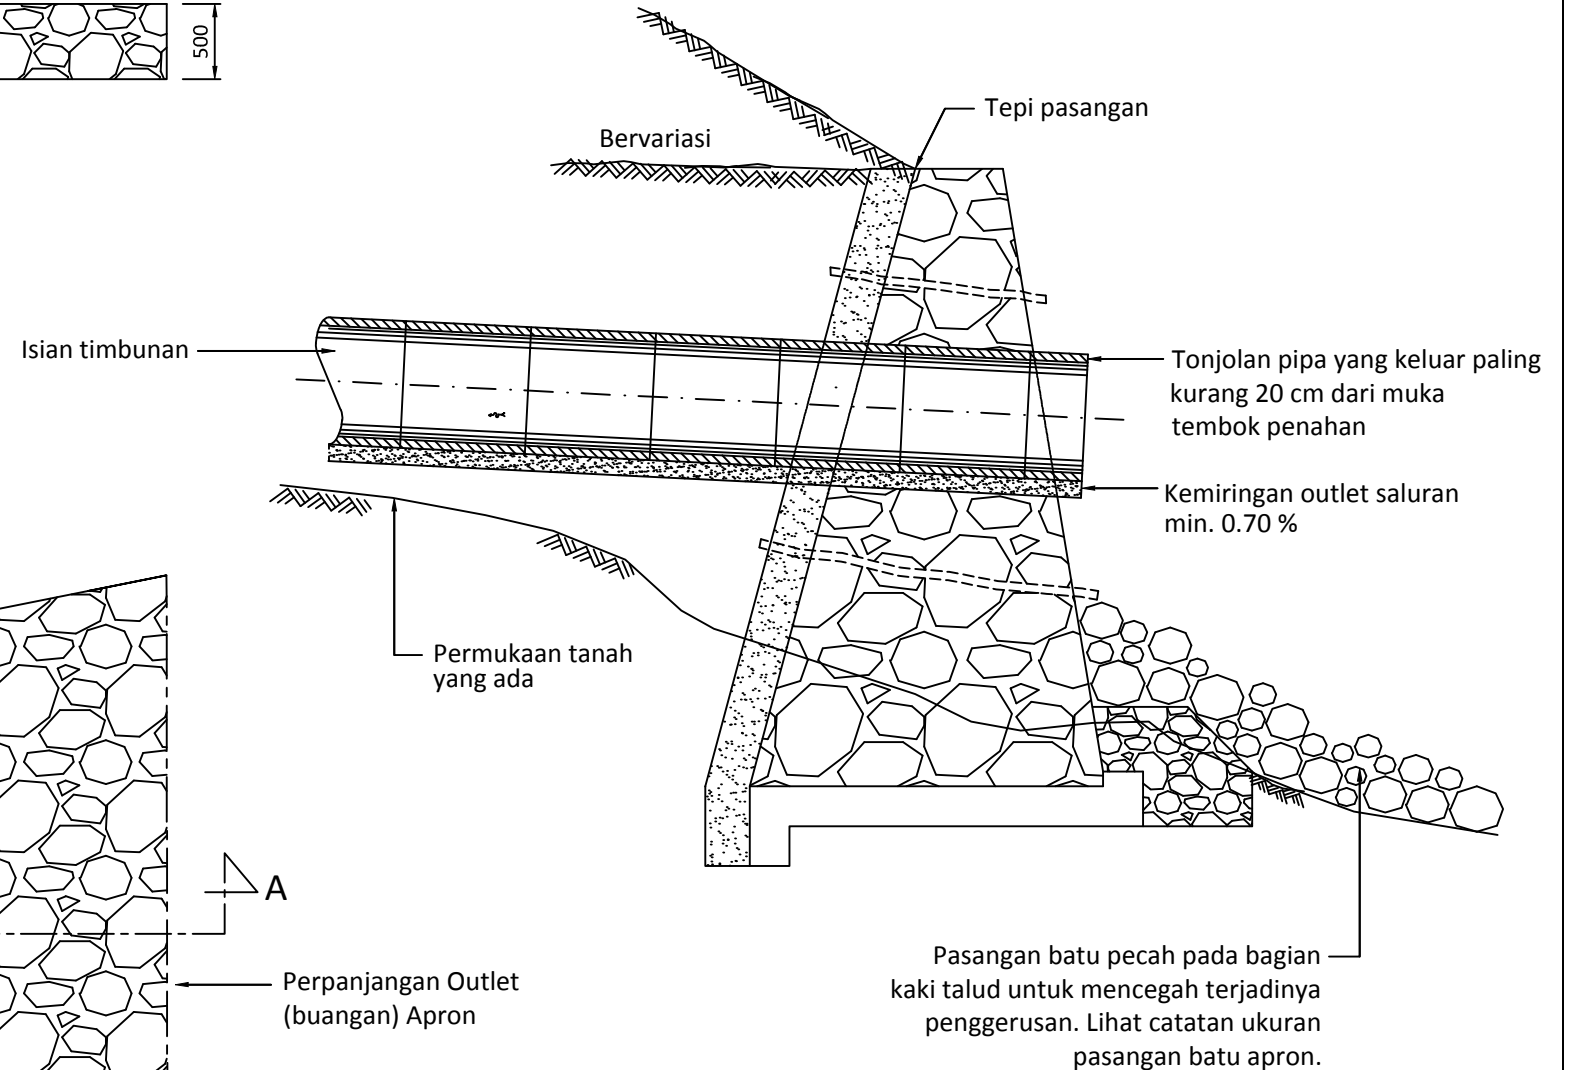 500
Tepi pasangan
Bervariasi
Isian timbunan
Tonjolan pipa yang keluar paling
kurang 20 cm dari muka
tembok penahan
Kemiringan outlet saluran
min. 0.70 %
Permukaan tanah
yang ada
A
Perpanjangan Outlet
(buangan) Apron
Pasangan batu pecah pada bagian
kaki talud untuk mencegah terjadinya
penggerusan. Lihat catatan ukuran
pasangan batu apron.